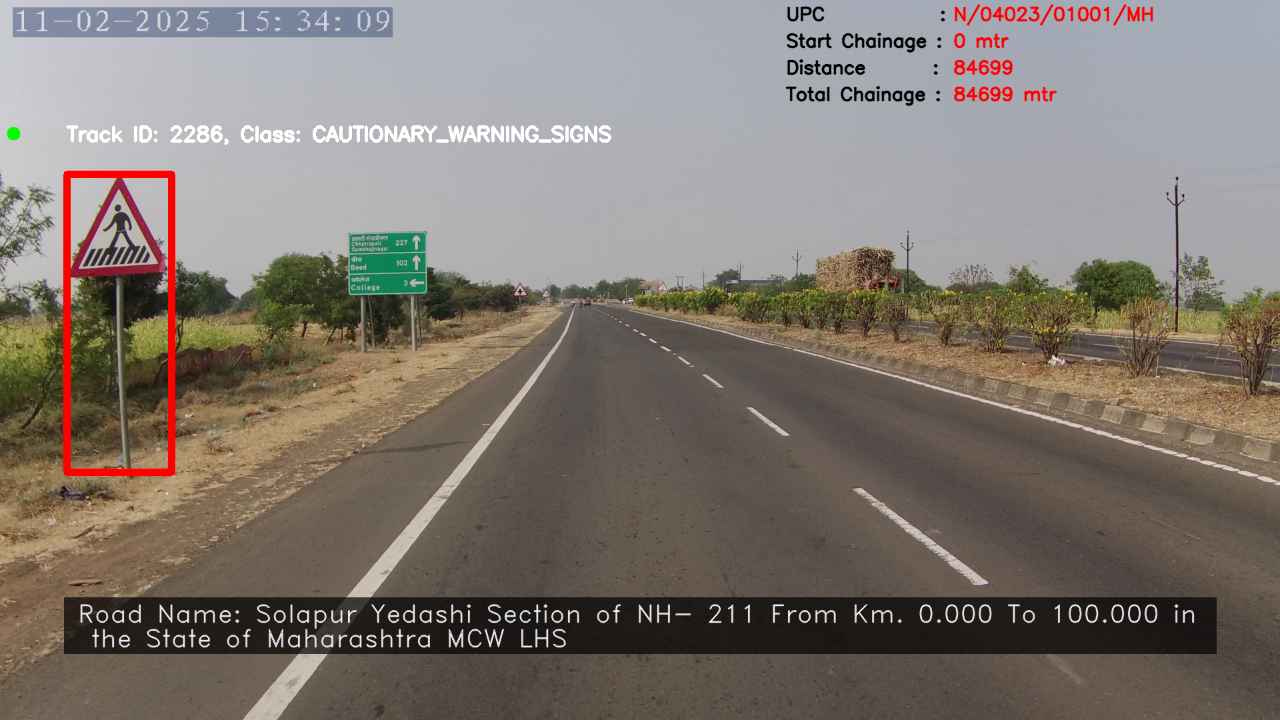 11-02-2025 15:34:09
UPC : N/04023/01001/MH
Start Chainage : 0 mtr
Distance : 84699
Total Chainage : 84699 mtr
Track ID: 2286, Class: CAUTIONARY_WARNING_SIGNS
Chhatrapati 227
Sambhajinagar
बीड
Beed 102
कॉलेज
College 3
Road Name: Solapur Yedashi Section of NH- 211 From Km. 0.000 To 100.000 in
the State of Maharashtra MCW LHS